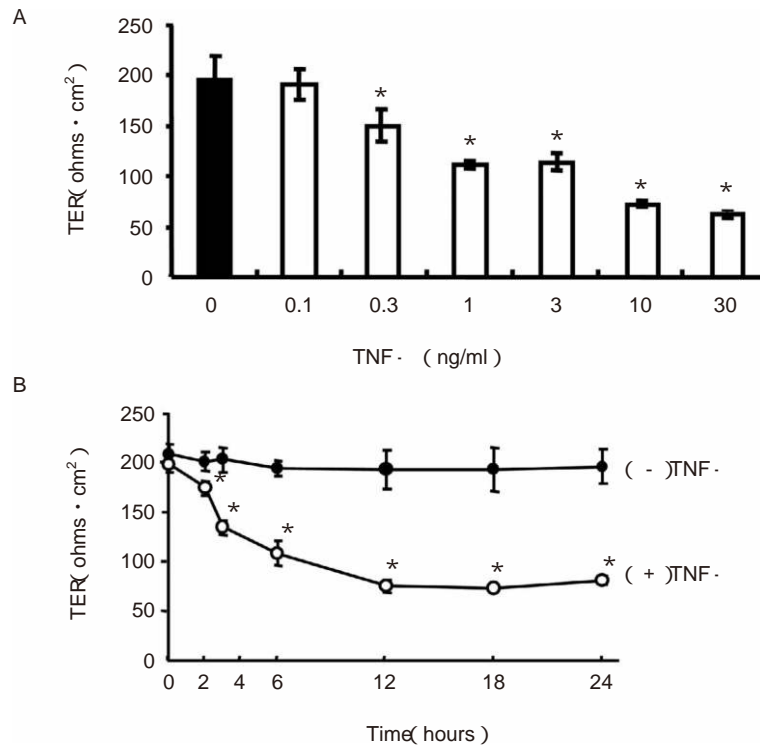 A
250
200
150
100
50
0
TER( ohms・cm²)
* * * * *
0 0.1 0.3 1 3 10 30
TNF- ( ng/ml )
B
250
200
150
100
50
0
TER( ohms・cm²)
( - )TNF-
* * * * * * *
( + )TNF-
0 2 4 6 12 18 24
Time( hours )